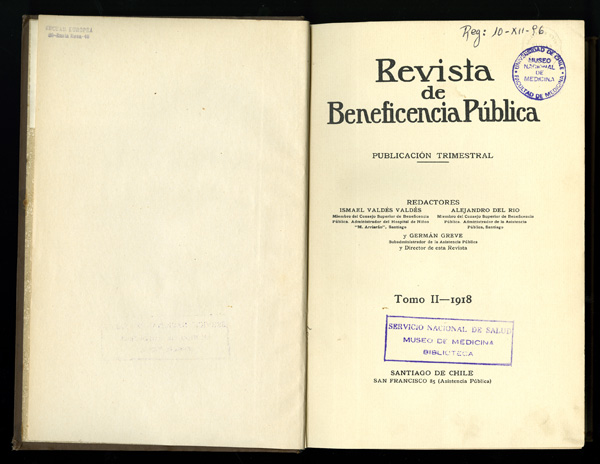 Reg: 10-XII-96
UNIVERSIDAD DE CHILE
MUSEO
NACIONAL
DE
MEDICINA
FACULTAD DE MEDICINA
Revista
de
Beneficencia Pública
PUBLICACIÓN TRIMESTRAL
REDACTORES
ISMAEL VALDÉS VALDÉS
Miembro del Consejo Superior de Beneficencia
Pública. Administrador del Hospital de Niños
"M. Arriarán", Santiago
ALEJANDRO DEL RIO
Miembro del Consejo Superior de Beneficencia
Pública. Administrador de la Asistencia
Pública, Santiago
y GERMÁN GREVE
Subadministrador de la Asistencia Pública
y Director de esta Revista
Tomo II—1918
SERVICIO NACIONAL DE SALUD
MUSEO DE MEDICINA
BIBLIOTECA
SANTIAGO DE CHILE
SAN FRANCISCO 85 (Asistencia Pública)